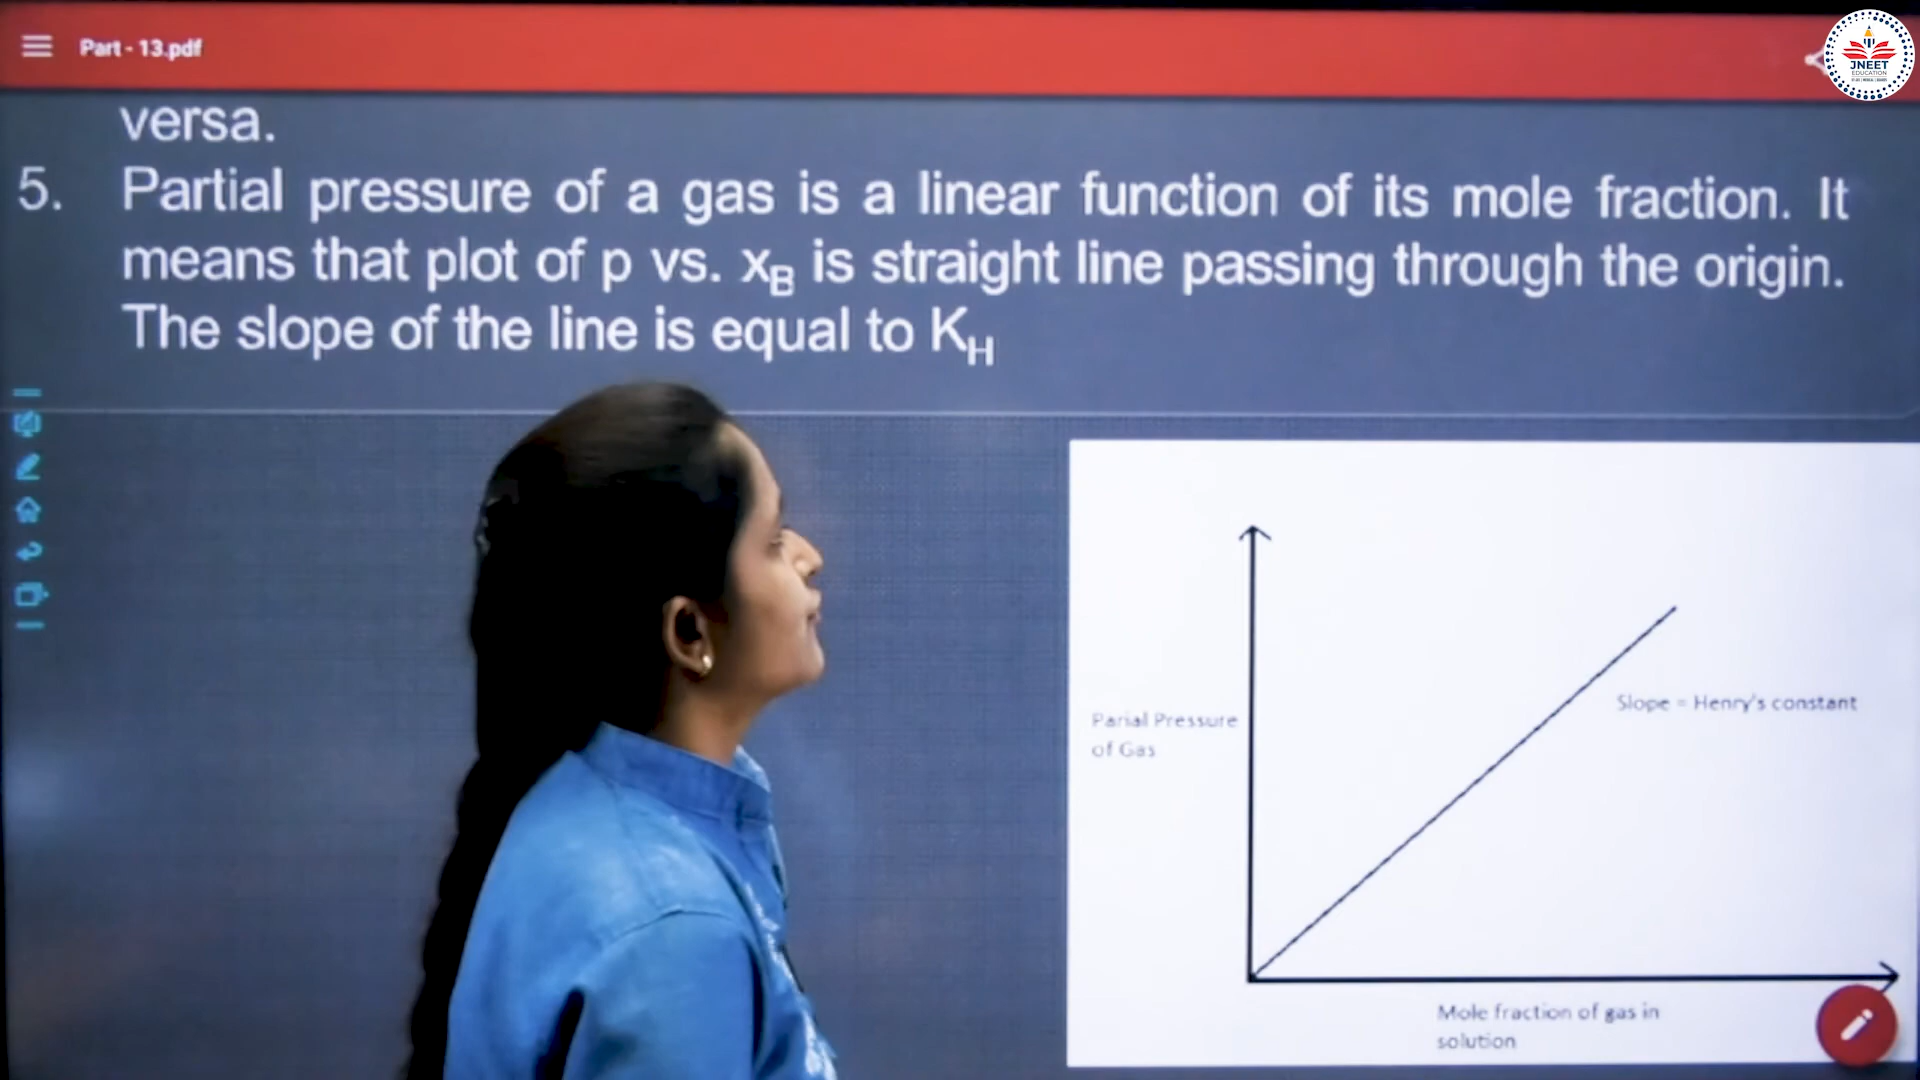 Part - 13.pdf
JNEET
EDUCATION
versa.
5. Partial pressure of a gas is a linear function of its mole fraction. It
means that plot of p vs. xB is straight line passing through the origin.
The slope of the line is equal to KH
Slope = Henry's constant
Parial Pressure
of Gas
Mole fraction of gas in
solution